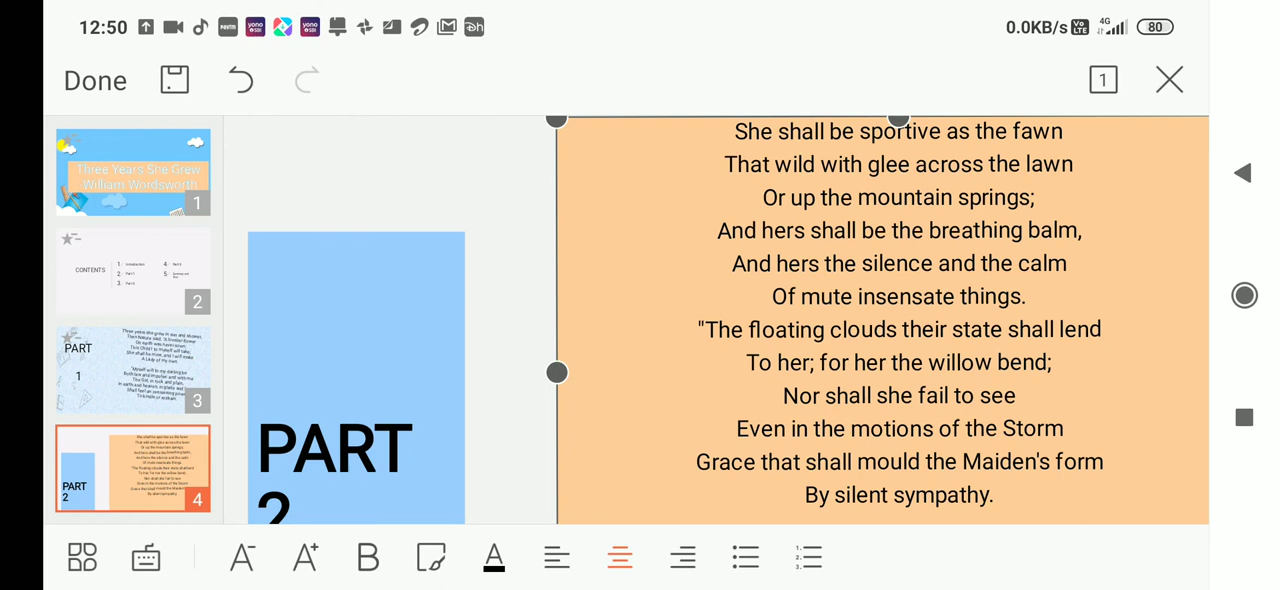 12:50
0.0KB/s Vo LTE 4G 80
Done
1
Three Years She Grew
William Wordsworth
1
CONTENTS
2
PART
1
3
PART
2
4
PART
2
She shall be sportive as the fawn
That wild with glee across the lawn
Or up the mountain springs;
And hers shall be the breathing balm,
And hers the silence and the calm
Of mute insensate things.
"The floating clouds their state shall lend
To her; for her the willow bend;
Nor shall she fail to see
Even in the motions of the Storm
Grace that shall mould the Maiden's form
By silent sympathy.